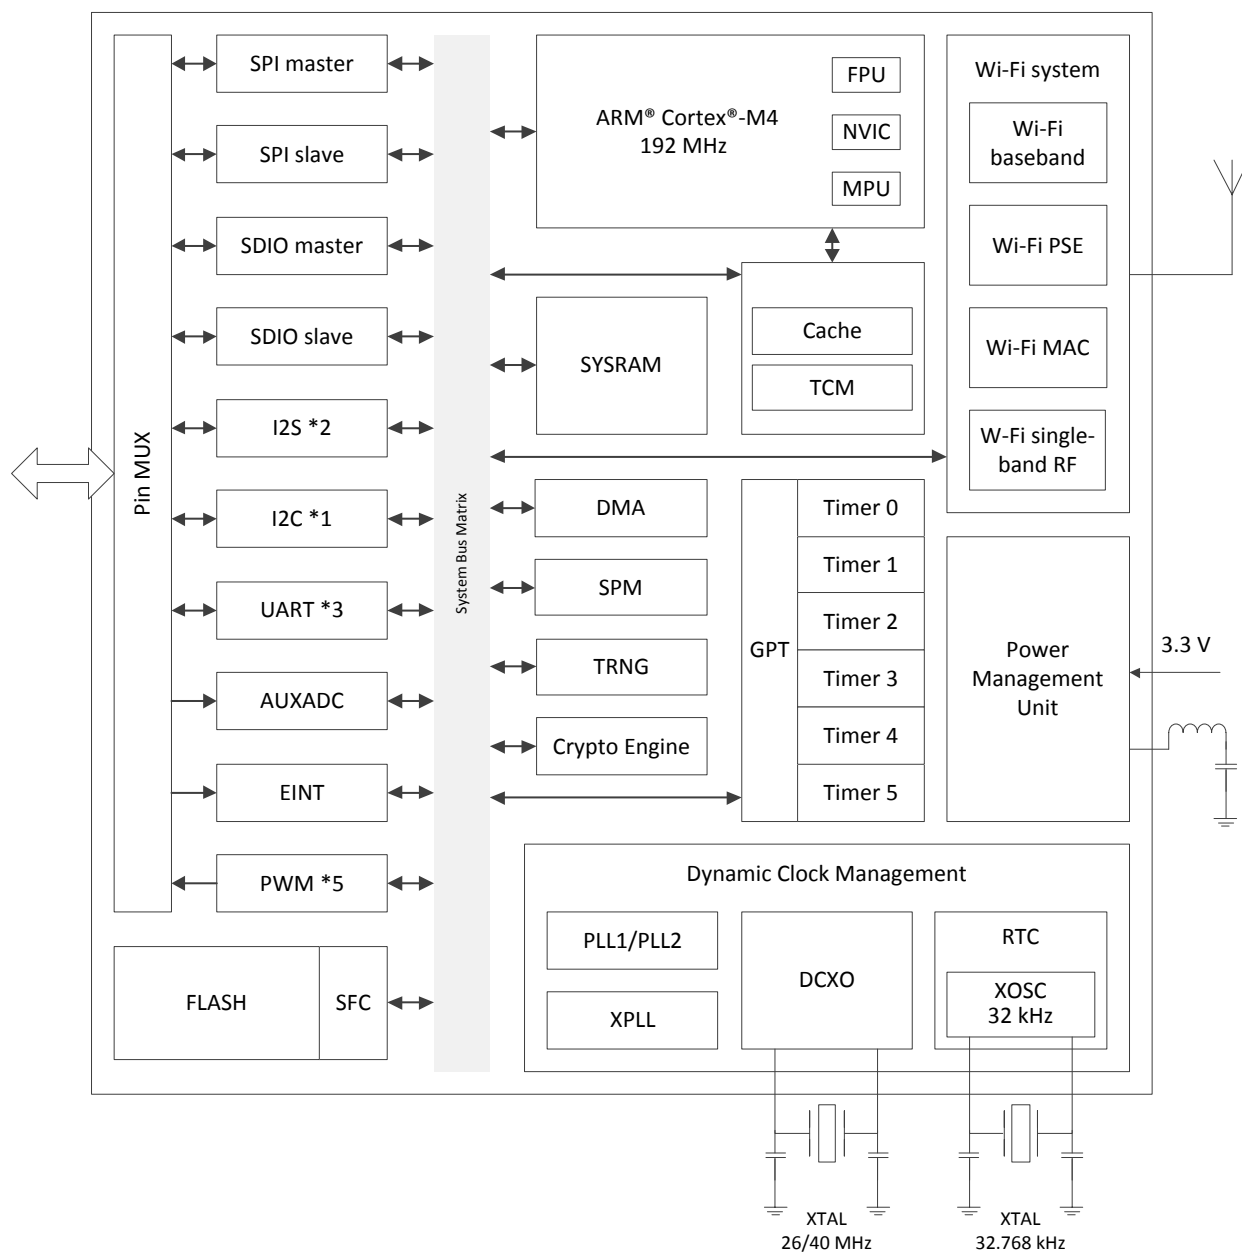 SPI master
SPI slave
SDIO master
SDIO slave
I2S *2
I2C *1
UART *3
AUXADC
EINT
PWM *5
Pin MUX
FLASH
SFC
System Bus Matrix
ARM® Cortex®-M4
192 MHz
FPU
NVIC
MPU
SYSRAM
Cache
TCM
DMA
SPM
TRNG
Crypto Engine
GPT
Timer 0
Timer 1
Timer 2
Timer 3
Timer 4
Timer 5
Wi-Fi system
Wi-Fi
baseband
Wi-Fi PSE
Wi-Fi MAC
W-Fi single-
band RF
Power
Management
Unit
3.3 V
Dynamic Clock Management
PLL1/PLL2
XPLL
DCXO
RTC
XOSC
32 kHz
XTAL
26/40 MHz
XTAL
32.768 kHz